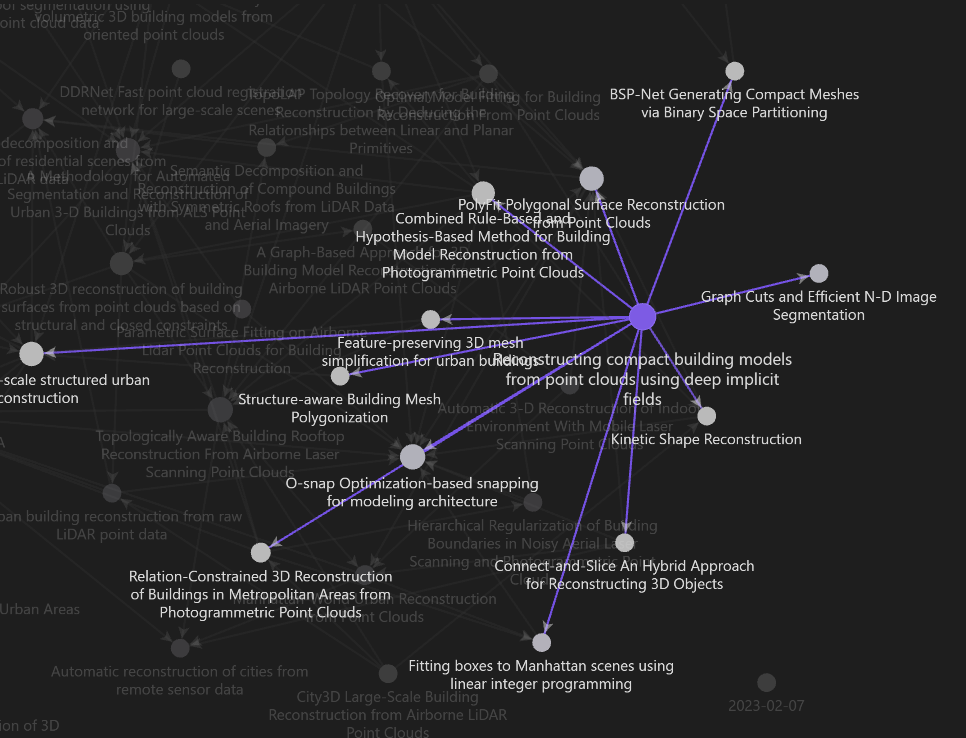 oof segmentation using
point cloud data
Volumetric 3D building models from
oriented point clouds
DDRNet Fast point cloud registration
network for large-scale scenes
TopoLAP Topology Recovery for Building
Reconstruction by Deducing the
Relationships between Linear and Planar
Primitives
Optimal Model Fitting for Building
Reconstruction From Point Clouds
BSP-Net Generating Compact Meshes
via Binary Space Partitioning
decomposition and
of residential scenes from
LiDAR data
A Methodology for Automated
Segmentation and Reconstruction of
Urban 3-D Buildings from ALS Point
Clouds
Semantic Decomposition and
Reconstruction of Compound Buildings
with Symmetric Roofs from LiDAR Data
and Aerial Imagery
PolyFit Polygonal Surface Reconstruction
from Point Clouds
Combined Rule-Based and
Hypothesis-Based Method for Building
Model Reconstruction from
Photogrammetric Point Clouds
A Graph-Based Approach for 3D
Building Model Reconstruction from
Airborne LiDAR Point Clouds
Robust 3D reconstruction of building
surfaces from point clouds based on
structural and closed constraints
Graph Cuts and Efficient N-D Image
Segmentation
Parametric Surface Fitting on Airborne
Lidar Point Clouds for Building
Reconstruction
Feature-preserving 3D mesh
simplification for urban buildings
Reconstructing compact building models
from point clouds using deep implicit
fields
-scale structured urban
construction
Structure-aware Building Mesh
Polygonization
Automatic 3-D Reconstruction of Indoor
Environment With Mobile Laser
Scanning Point Clouds
Kinetic Shape Reconstruction
Topologically Aware Building Rooftop
Reconstruction From Airborne Laser
Scanning Point Clouds
O-snap Optimization-based snapping
for modeling architecture
ban building reconstruction from raw
LiDAR point data
Hierarchical Regularization of Building
Boundaries in Noisy Aerial Laser
Scanning and Photogrammetric Point
Clouds
Connect-and-Slice An Hybrid Approach
for Reconstructing 3D Objects
Relation-Constrained 3D Reconstruction
of Buildings in Metropolitan Areas from
Photogrammetric Point Clouds
Manhattan-World Urban Reconstruction
from Point Clouds
Urban Areas
Fitting boxes to Manhattan scenes using
linear integer programming
Automatic reconstruction of cities from
remote sensor data
City3D Large-Scale Building
Reconstruction from Airborne LiDAR
Point Clouds
2023-02-07
ion of 3D